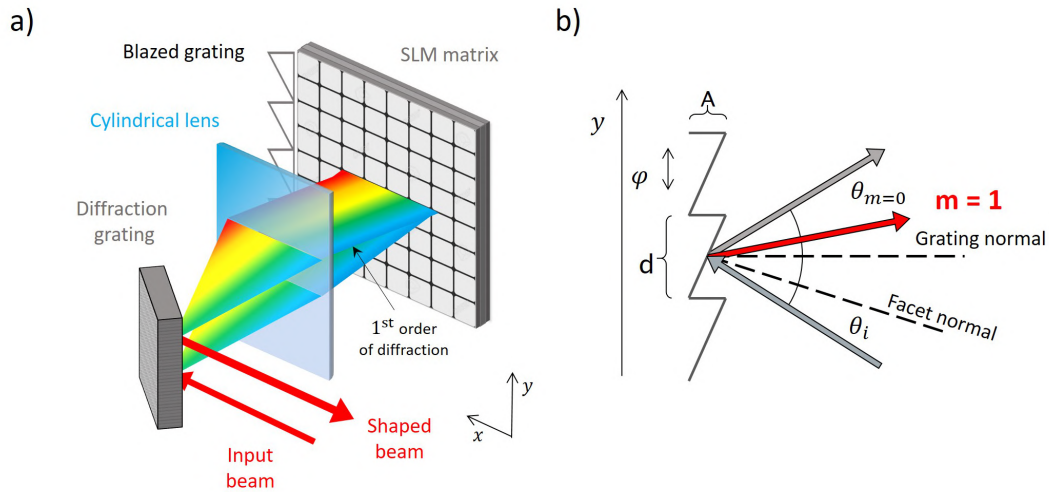 a)
Blazed grating
SLM matrix
Cylindrical lens
Diffraction
grating
1st order
of diffraction
y
x
Shaped
beam
Input
beam
b)
A
y
φ
θm=0
m = 1
Grating normal
d
Facet normal
θi